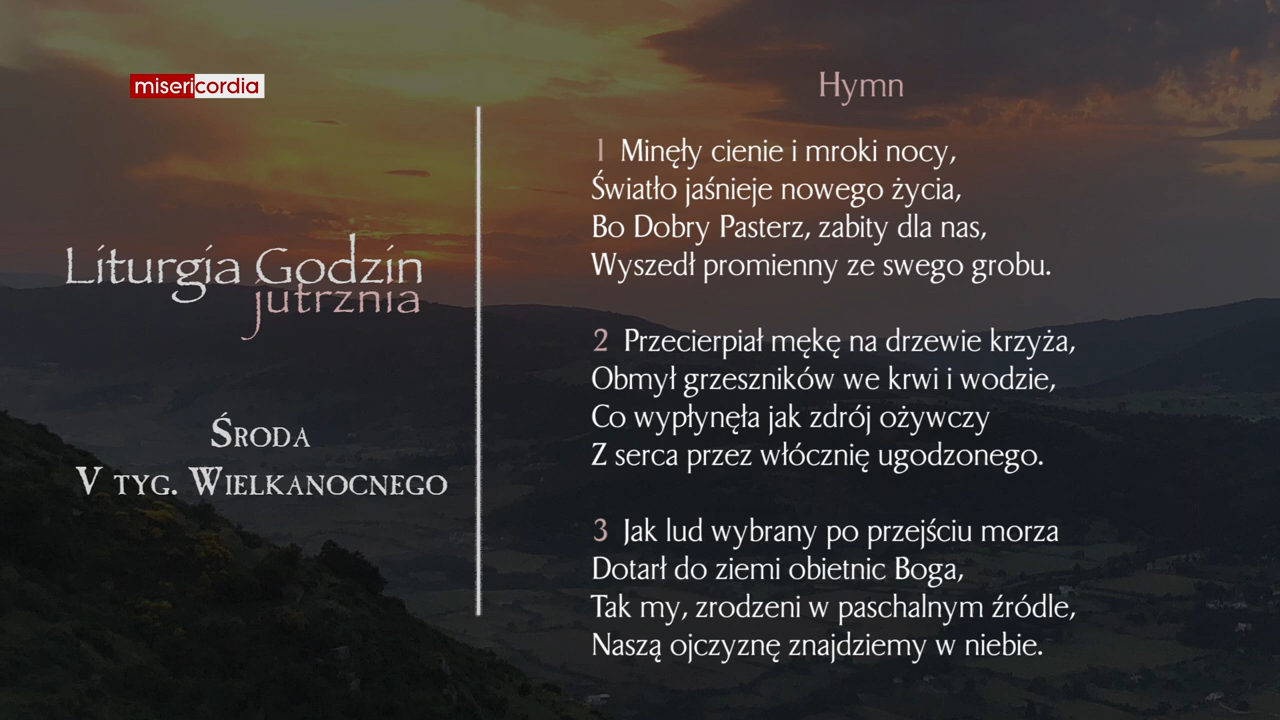 misericordia
Liturgia Godzin
jutrznia
Środa
V tyg. Wielkanocnego
Hymn
1 Minęły cienie i mroki nocy,
Światło jaśnieje nowego życia,
Bo Dobry Pasterz, zabity dla nas,
Wyszedł promienny ze swego grobu.
2 Przecierpiał mękę na drzewie krzyża,
Obmył grzeszników we krwi i wodzie,
Co wypłynęła jak zdrój ożywczy
Z serca przez włócznię ugodzonego.
3 Jak lud wybrany po przejściu morza
Dotarł do ziemi obietnic Boga,
Tak my, zrodzeni w paschalnym źródle,
Naszą ojczyznę znajdziemy w niebie.